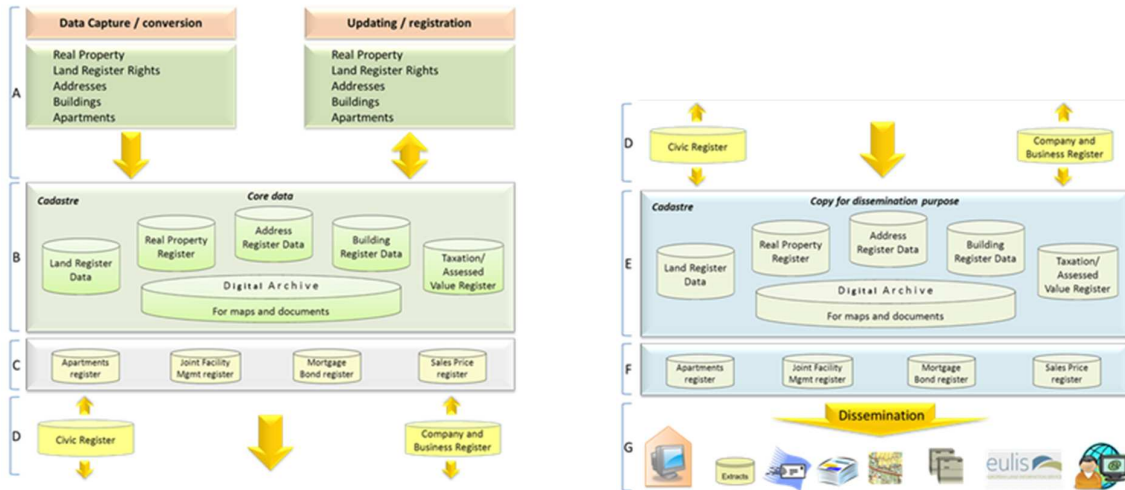 Data Capture / conversion
Real Property
Land Register Rights
Addresses
Buildings
Apartments
Updating / registration
Real Property
Land Register Rights
Addresses
Buildings
Apartments
A
B
Cadastre
Core data
Land Register
Data
Real Property
Register
Address
Register Data
Building
Register Data
Taxation/
Assessed
Value Register
Digital Archive
For maps and documents
C
Apartments
register
Joint Facility
Mgmt register
Mortgage
Bond register
Sales Price
register
D
Civic Register
Company and
Business Register
D
Civic Register
Company and
Business Register
E
Cadastre
Copy for dissemination purpose
Land Register
Data
Real Property
Register
Address
Register Data
Building
Register Data
Taxation/
Assessed
Value Register
Digital Archive
For maps and documents
F
Apartments
register
Joint Facility
Mgmt register
Mortgage
Bond register
Sales Price
register
Dissemination
G
Extracts
eulis